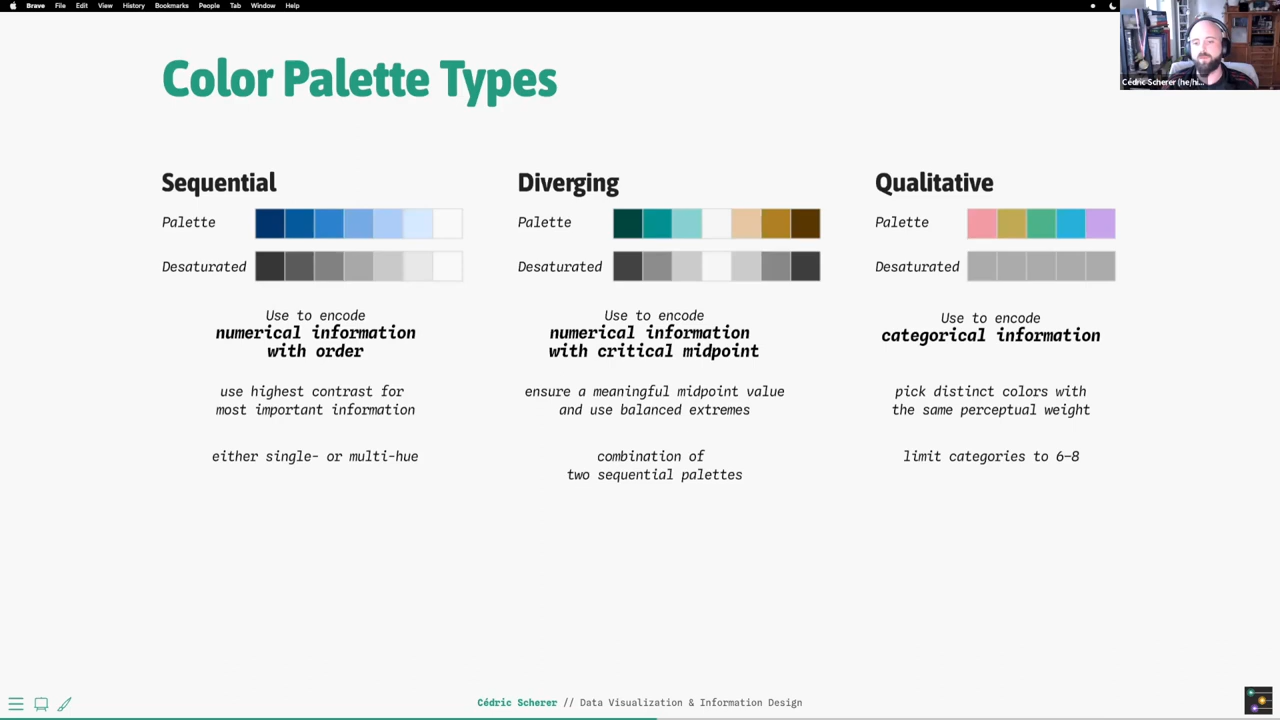 Brave File Edit View History Bookmarks People Tab Window Help
Cédric Scherer (he/hi...
Color Palette Types
Sequential
Palette
Desaturated
Use to encode
numerical information
with order
use highest contrast for
most important information
either single- or multi-hue
Diverging
Palette
Desaturated
Use to encode
numerical information
with critical midpoint
ensure a meaningful midpoint value
and use balanced extremes
combination of
two sequential palettes
Qualitative
Palette
Desaturated
Use to encode
categorical information
pick distinct colors with
the same perceptual weight
limit categories to 6–8
Cédric Scherer // Data Visualization & Information Design